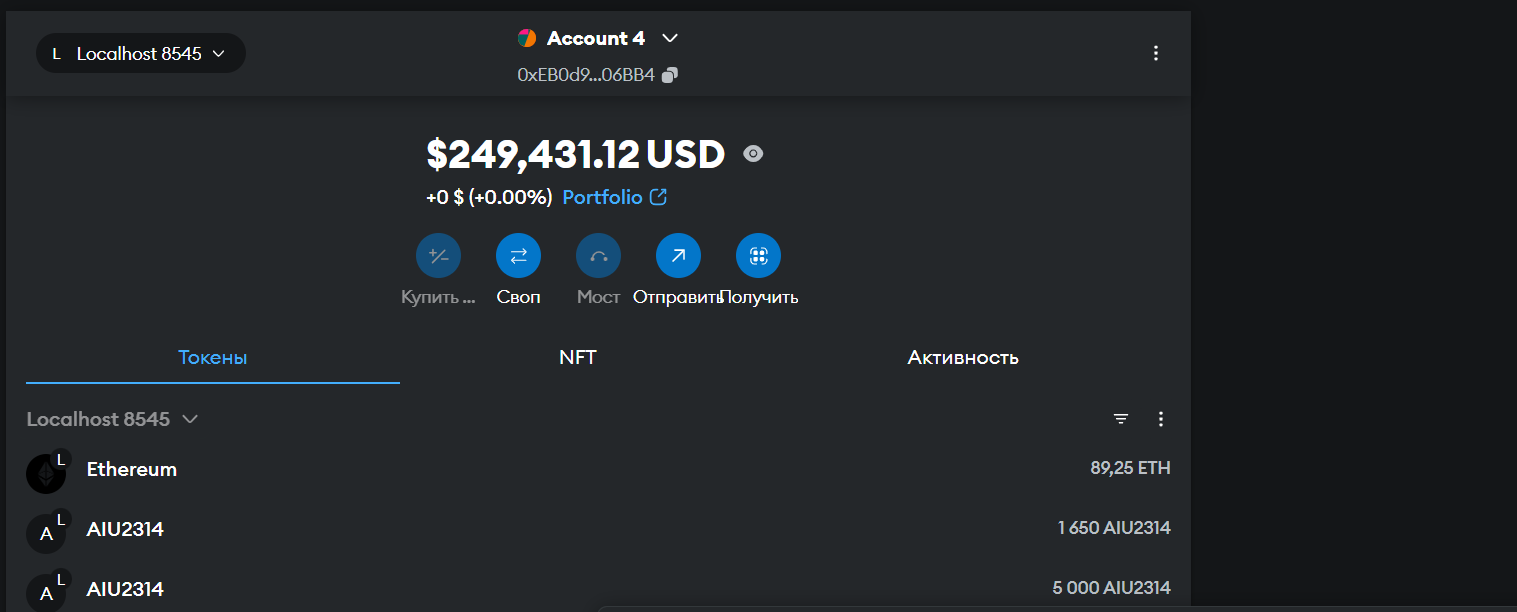 L Localhost 8545
Account 4
0xEB0d9...06BB4
$249,431.12 USD
+0 $ (+0.00%) Portfolio
Купить ... Своп Мост Отправить Получить
Токены NFT Активность
Localhost 8545
L
Ethereum 89,25 ETH
L
A AIU2314 1 650 AIU2314
L
A AIU2314 5 000 AIU2314